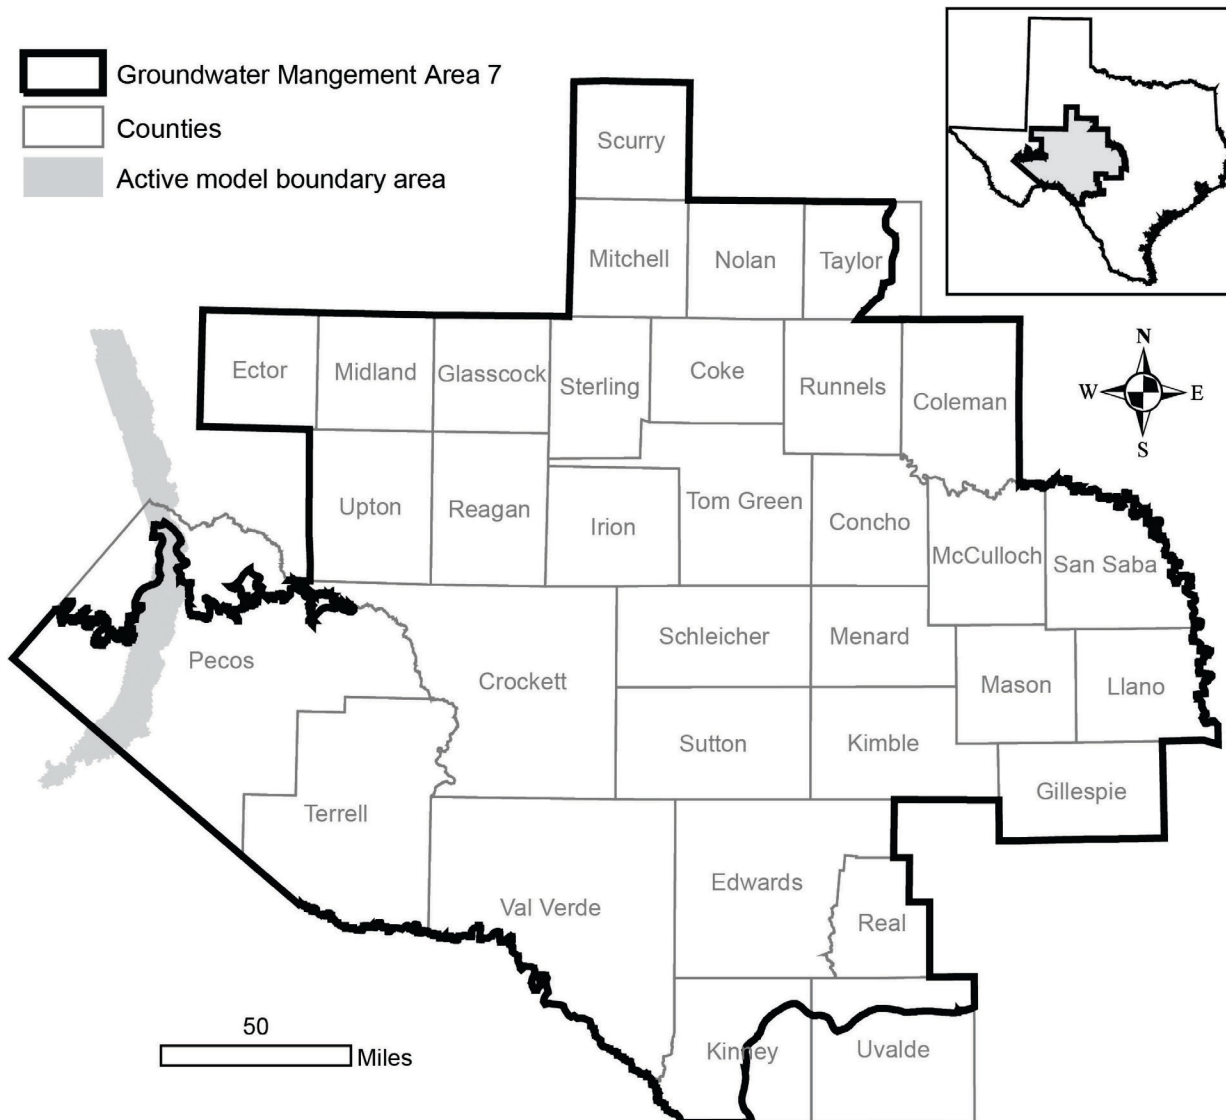 Groundwater Mangement Area 7
Counties
Active model boundary area
Scurry
Mitchell
Nolan
Taylor
Ector
Midland
Glasscock
Sterling
Coke
Runnels
Coleman
N
W
E
S
Upton
Reagan
Irion
Tom Green
Concho
McCulloch
San Saba
Pecos
Crockett
Schleicher
Menard
Mason
Llano
Sutton
Kimble
Gillespie
Terrell
Val Verde
Edwards
Real
Kinney
Uvalde
50
Miles